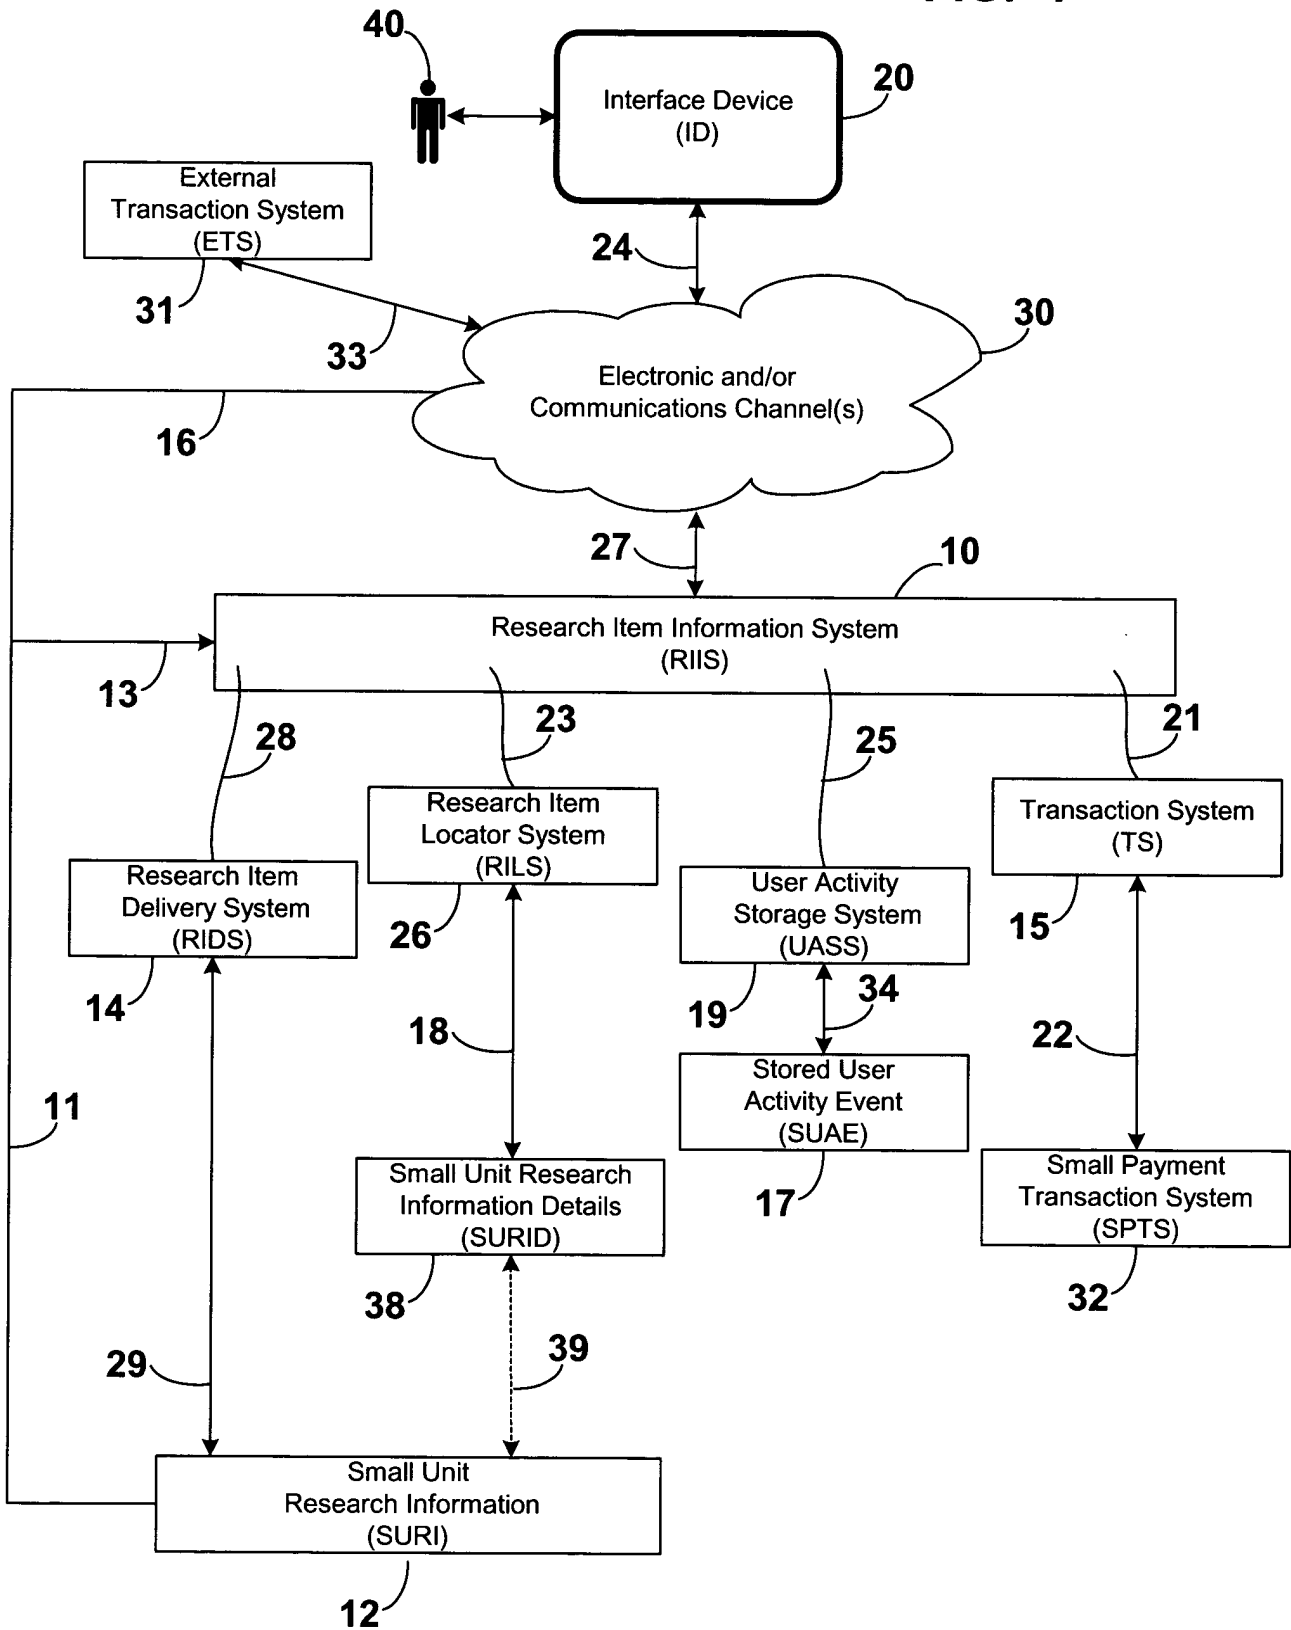 40
Interface Device
(ID)
20
External
Transaction System
(ETS)
24
31
33
30
Electronic and/or
Communications Channel(s)
16
27
10
Research Item Information System
(RIIS)
13
28
23
25
21
Research Item
Locator System
(RILS)
Transaction System
(TS)
Research Item
Delivery System
(RIDS)
User Activity
Storage System
(UASS)
26
15
14
19
34
18
22
Stored User
Activity Event
(SUAE)
11
Small Unit Research
Information Details
(SURID)
17
Small Payment
Transaction System
(SPTS)
38
32
29
39
Small Unit
Research Information
(SURI)
12